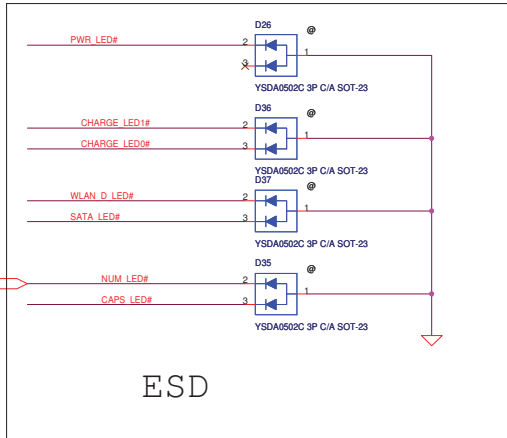 D26
@
PWR_LED# 2
1
3
YSDA0502C 3P C/A SOT-23
D36
@
CHARGE_LED1# 2
1
CHARGE_LED0# 3
YSDA0502C 3P C/A SOT-23
D37
@
WLAN_D_LED# 2
1
SATA_LED# 3
YSDA0502C 3P C/A SOT-23
D35
@
NUM_LED# 2
1
CAPS_LED# 3
YSDA0502C 3P C/A SOT-23
ESD